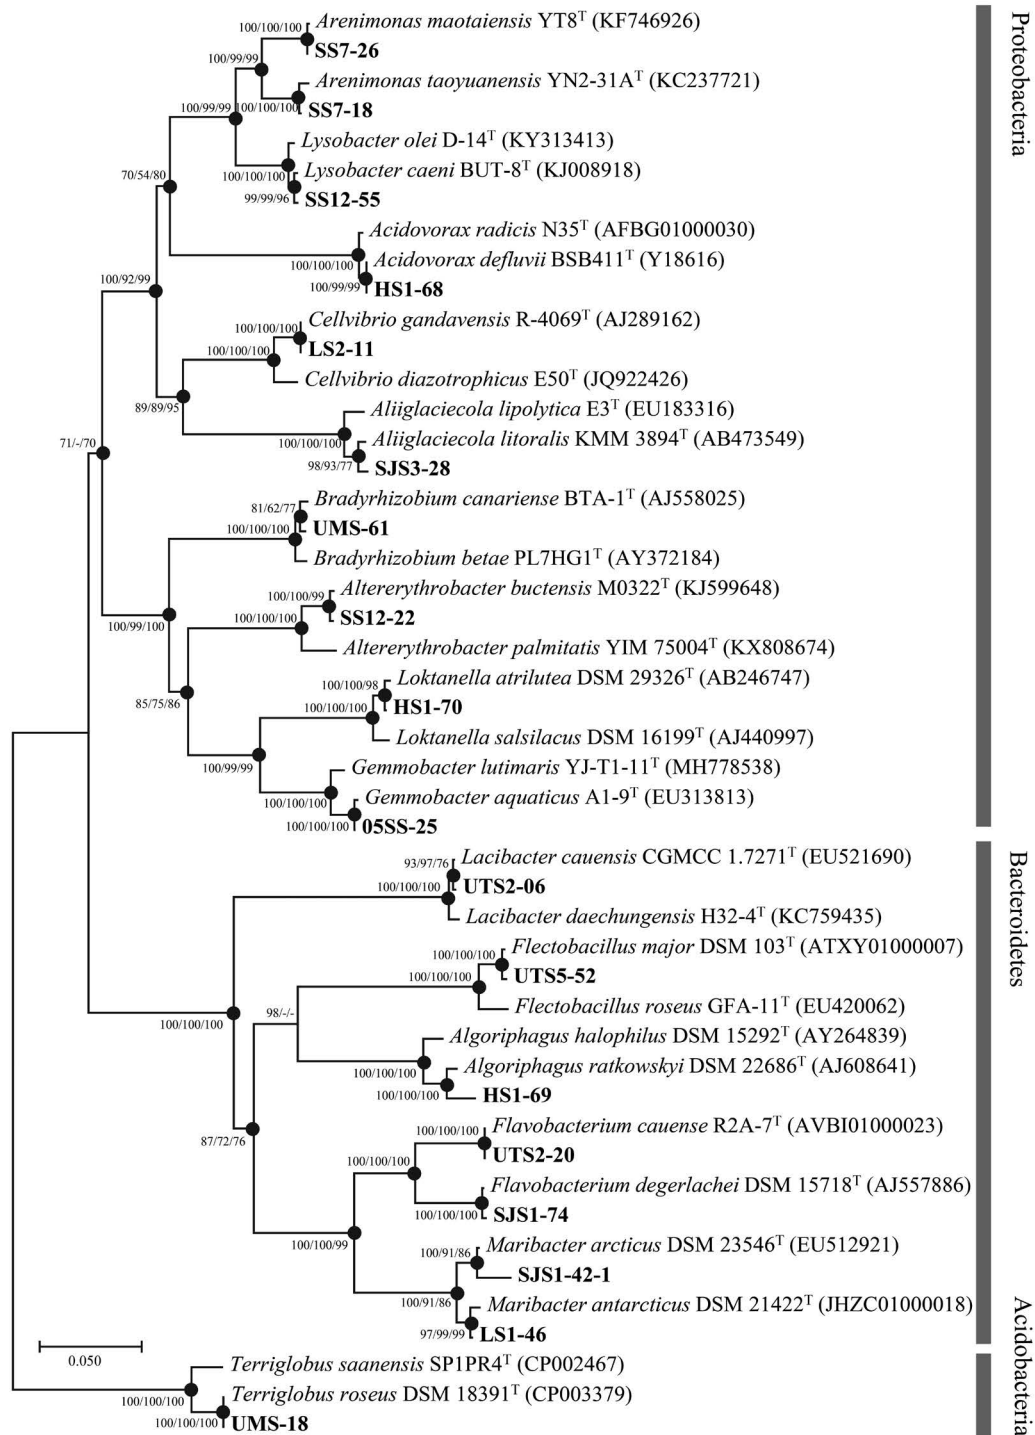 100/100/100
Arenimonas maotaiensis YT8ᵀ (KF746926)
SS7-26
100/99/99
Arenimonas taoyuanensis YN2-31Aᵀ (KC237721)
100/99/99
100/100/100
SS7-18
Lysobacter olei D-14ᵀ (KY313413)
Lysobacter caeni BUT-8ᵀ (KJ008918)
100/100/100
70/54/80
99/99/96
SS12-55
Acidovorax radicis N35ᵀ (AFBG01000030)
Acidovorax defluvii BSB411ᵀ (Y18616)
100/100/100
100/92/99
100/99/99
HS1-68
Cellvibrio gandavensis R-4069ᵀ (AJ289162)
100/100/100
LS2-11
100/100/100
Cellvibrio diazotrophicus E50ᵀ (JQ922426)
89/89/95
Aliiglaciecola lipolytica E3ᵀ (EU183316)
Aliiglaciecola litoralis KMM 3894ᵀ (AB473549)
100/100/100
71/-/70
98/93/77
SJS3-28
Bradyrhizobium canariense BTA-1ᵀ (AJ558025)
81/62/77
UMS-61
100/100/100
Bradyrhizobium betae PL7HG1ᵀ (AY372184)
Altererythrobacter buctensis M0322ᵀ (KJ599648)
100/100/99
SS12-22
100/100/100
100/99/100
Altererythrobacter palmitatis YIM 75004ᵀ (KX808674)
Loktanella atrilutea DSM 29326ᵀ (AB246747)
100/100/98
85/75/86
HS1-70
100/100/100
Loktanella salsilacus DSM 16199ᵀ (AJ440997)
100/99/99
Gemmobacter lutimaris YJ-T1-11ᵀ (MH778538)
Gemmobacter aquaticus A1-9ᵀ (EU313813)
100/100/100
100/100/100
05SS-25
Proteobacteria
Lacibacter cauensis CGMCC 1.7271ᵀ (EU521690)
93/97/76
UTS2-06
100/100/100
Lacibacter daechungensis H32-4ᵀ (KC759435)
Flectobacillus major DSM 103ᵀ (ATXY01000007)
100/100/100
UTS5-52
100/100/100
Flectobacillus roseus GFA-11ᵀ (EU420062)
98/-/-
100/100/100
Algoriphagus halophilus DSM 15292ᵀ (AY264839)
Algoriphagus ratkowskyi DSM 22686ᵀ (AJ608641)
100/100/100
100/100/100
HS1-69
Flavobacterium cauense R2A-7ᵀ (AVBI01000023)
100/100/100
87/72/76
UTS2-20
100/100/100
Flavobacterium degerlachei DSM 15718ᵀ (AJ557886)
100/100/100
SJS1-74
100/100/99
Maribacter arcticus DSM 23546ᵀ (EU512921)
100/91/86
SJS1-42-1
100/91/86
Maribacter antarcticus DSM 21422ᵀ (JHZC01000018)
97/99/99
LS1-46
Bacteroidetes
0.050
Terriglobus saanensis SP1PR4ᵀ (CP002467)
Terriglobus roseus DSM 18391ᵀ (CP003379)
100/100/100
100/100/100
UMS-18
Acidobacteria